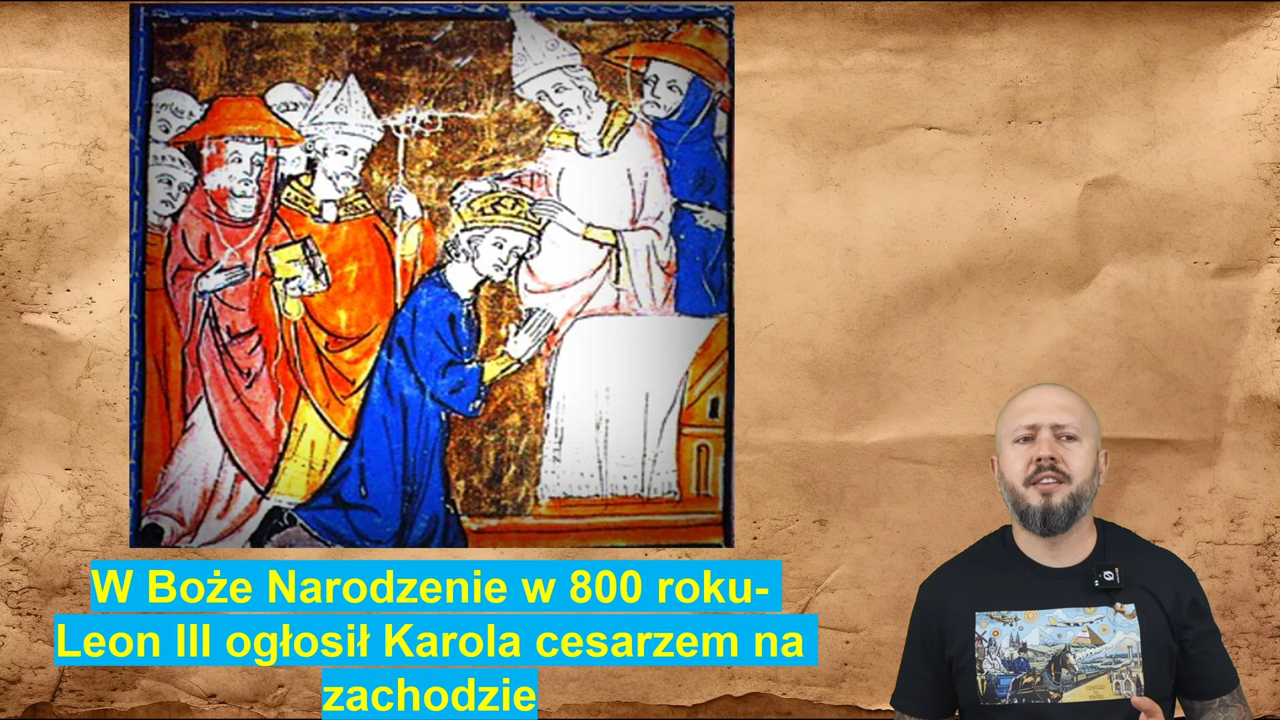 W Boże Narodzenie w 800 roku-
Leon III ogłosił Karola cesarzem na
zachodzie